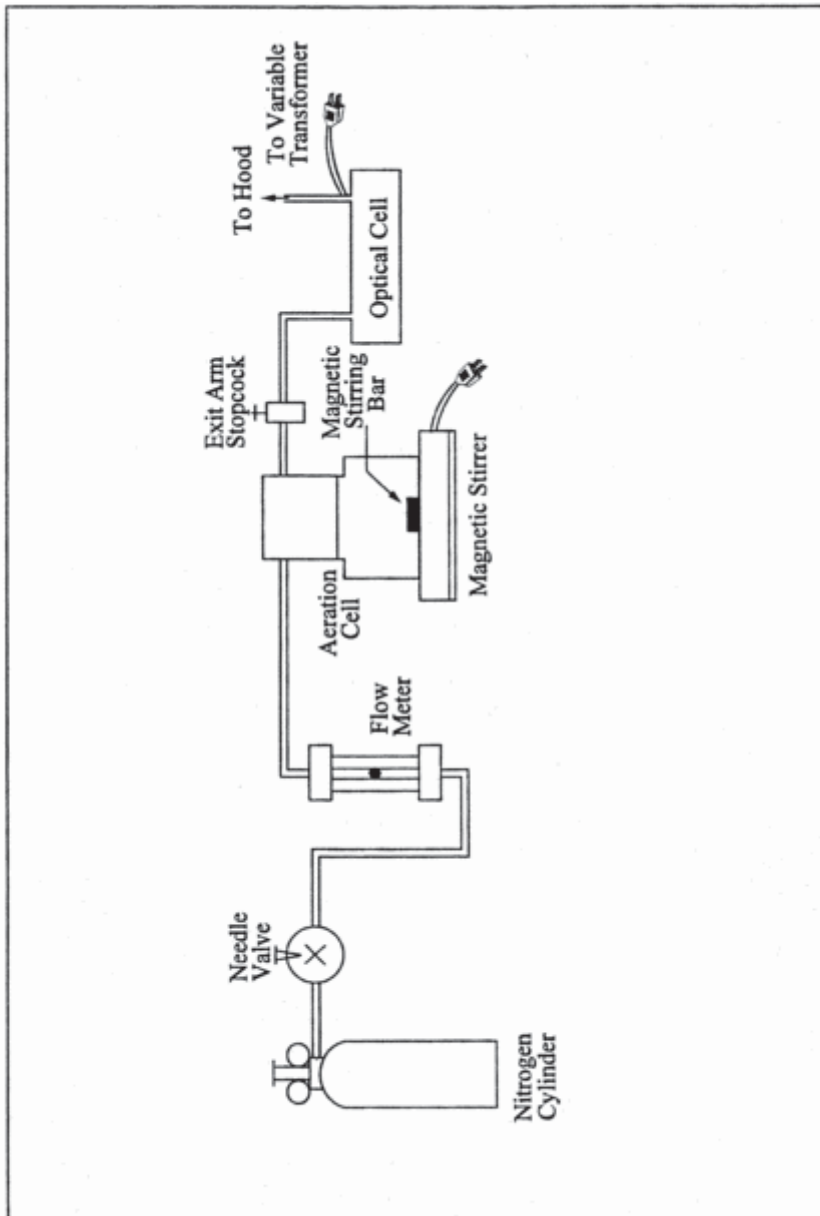 Nitrogen
Cylinder
Needle
Valve
Flow
Meter
Aeration
Cell
Magnetic Stirrer
Magnetic
Stirring
Bar
Exit Arm
Stopcock
Optical Cell
To Hood
To Variable
Transformer